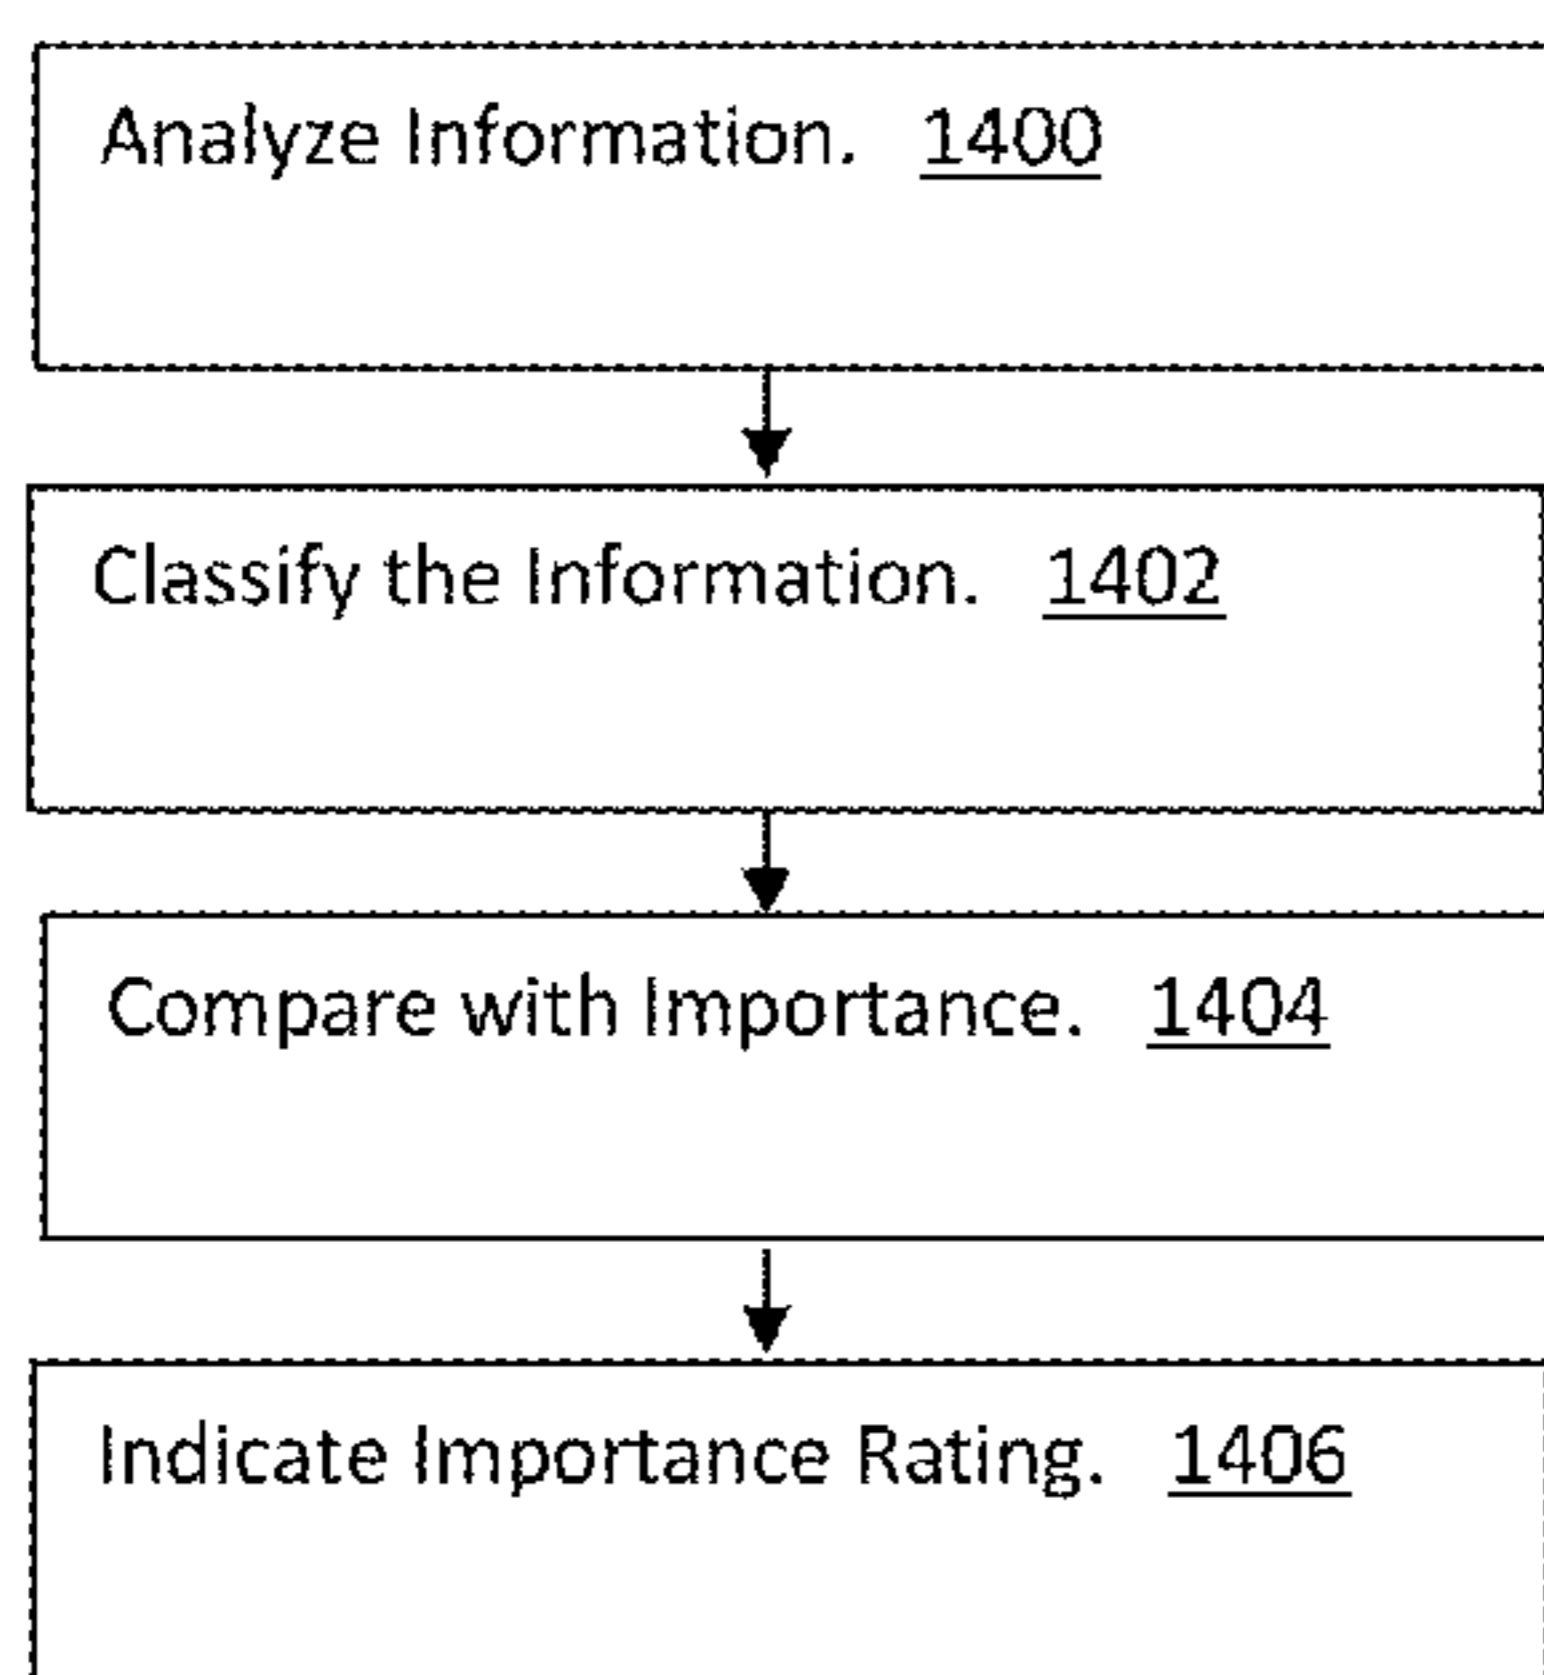 Analyze Information. 1400
Classify the Information. 1402
Compare with Importance. 1404
Indicate Importance Rating. 1406